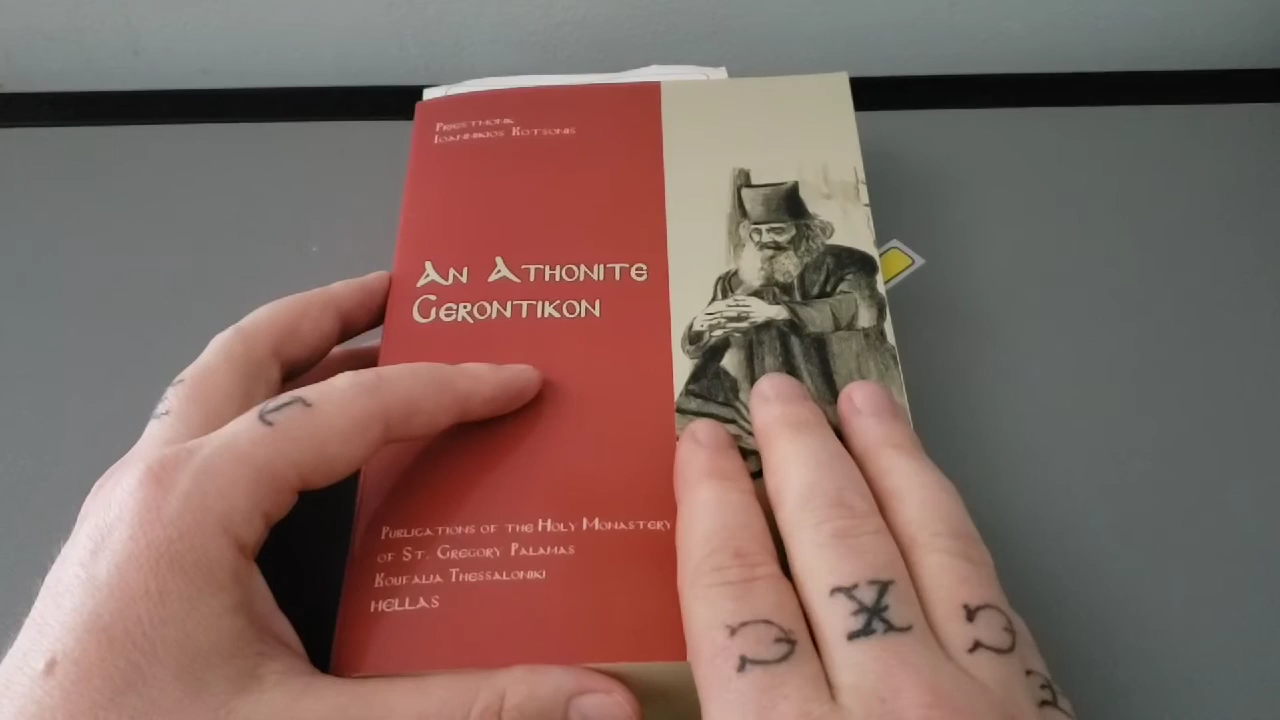 Priestmonk
Ioannikios Kotsonis
An Athonite
Gerontikon
Publications of the Holy Monastery
of St. Gregory Palamas
Koufalia Thessaloniki
HELLAS